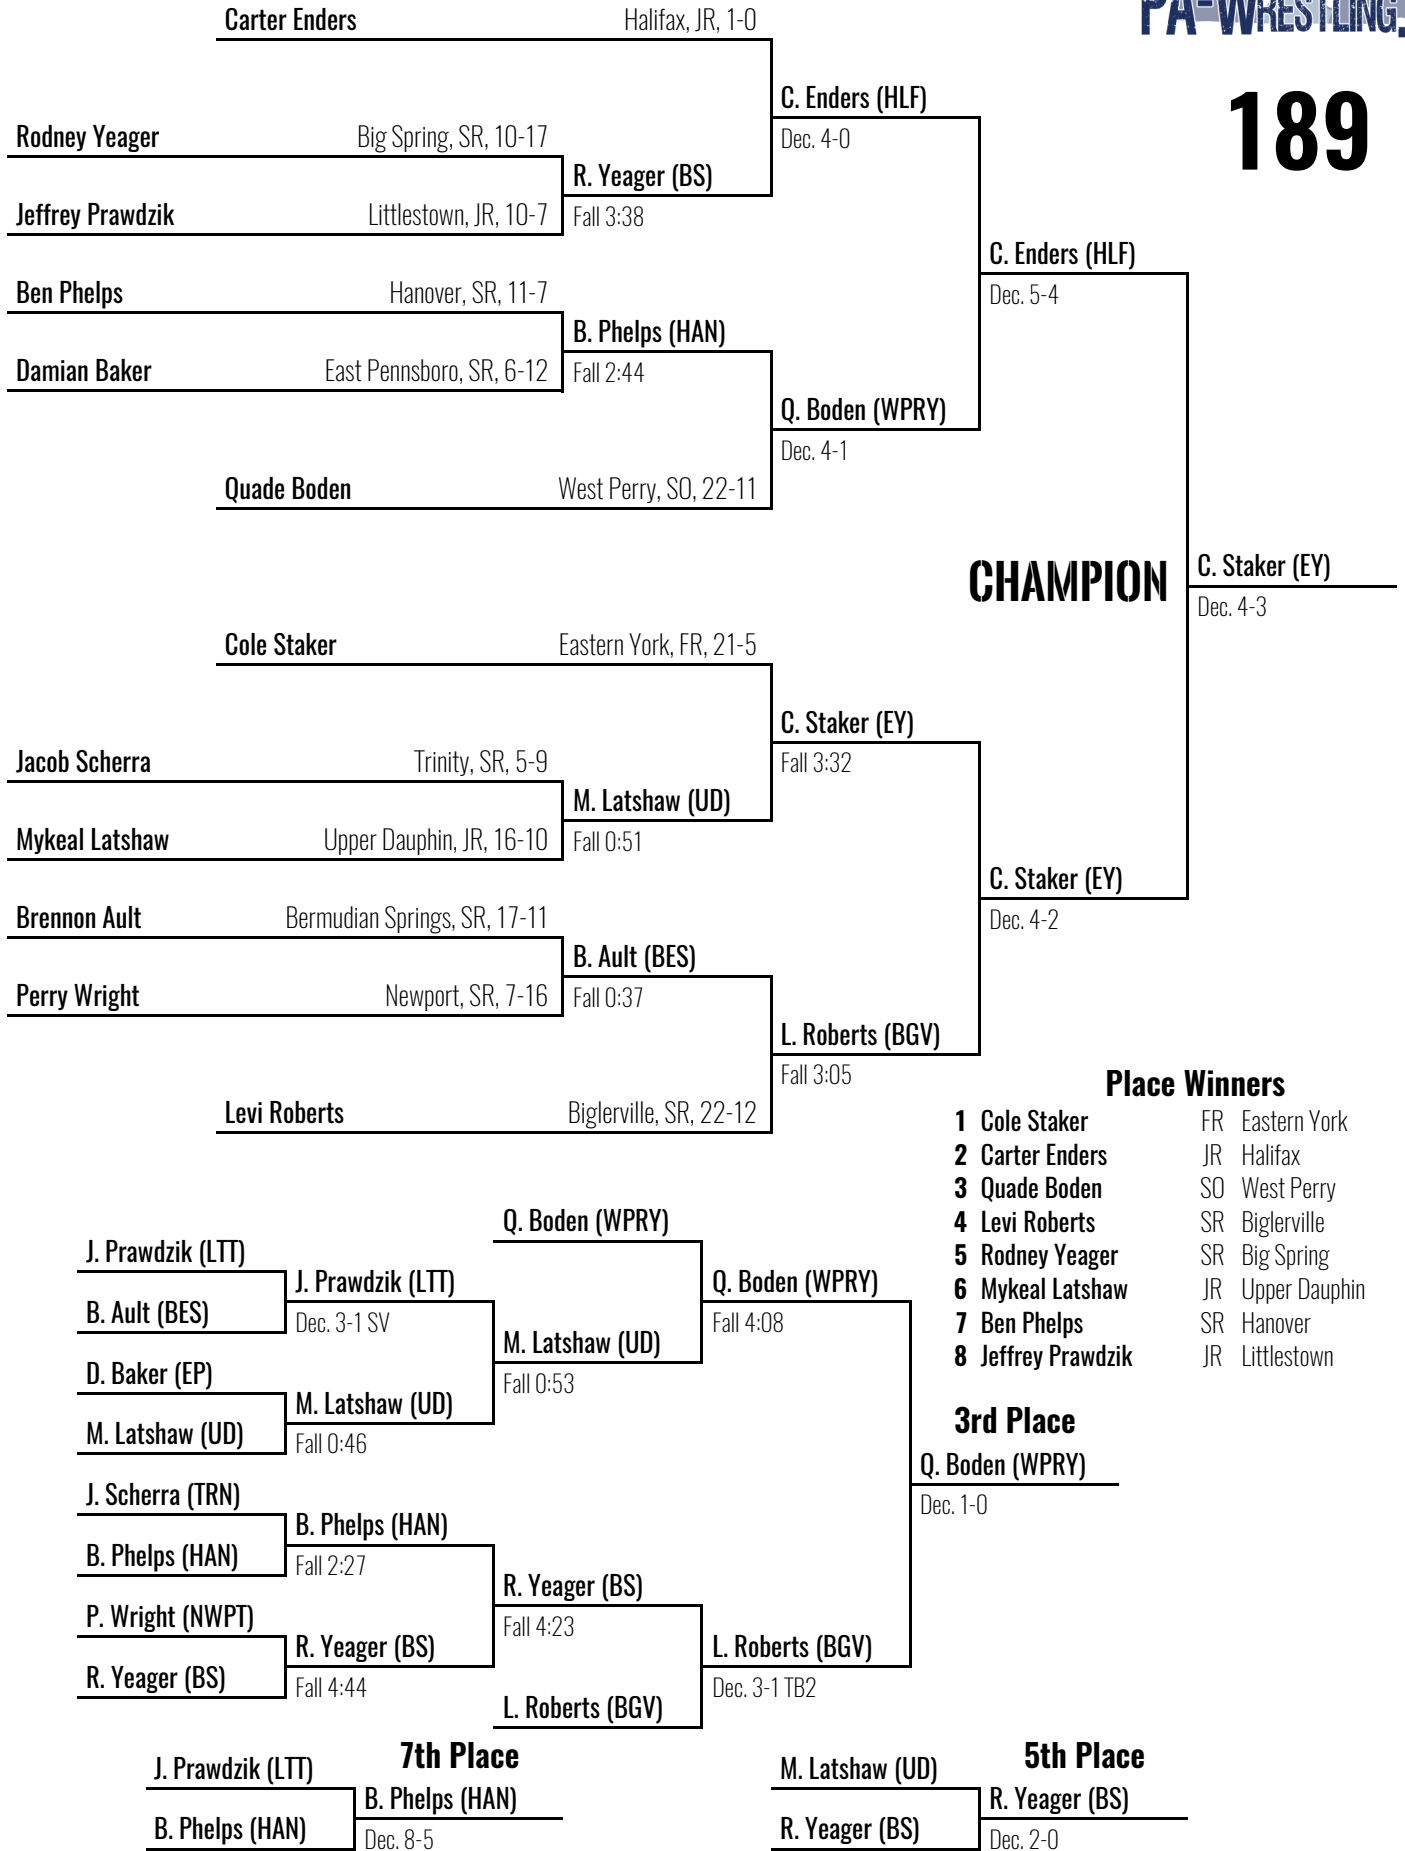 Carter Enders Halifax, JR, 1-0
PA-WRESTLING.
189
C. Enders (HLF)
Dec. 4-0
Rodney Yeager Big Spring, SR, 10-17
R. Yeager (BS)
Fall 3:38
Jeffrey Prawdzik Littlestown, JR, 10-7
C. Enders (HLF)
Dec. 5-4
Ben Phelps Hanover, SR, 11-7
B. Phelps (HAN)
Fall 2:44
Damian Baker East Pennsboro, SR, 6-12
Q. Boden (WPRY)
Dec. 4-1
Quade Boden West Perry, SO, 22-11
CHAMPION
C. Staker (EY)
Dec. 4-3
Cole Staker Eastern York, FR, 21-5
C. Staker (EY)
Fall 3:32
Jacob Scherra Trinity, SR, 5-9
M. Latshaw (UD)
Fall 0:51
Mykeal Latshaw Upper Dauphin, JR, 16-10
C. Staker (EY)
Dec. 4-2
Brennon Ault Bermudian Springs, SR, 17-11
B. Ault (BES)
Fall 0:37
Perry Wright Newport, SR, 7-16
L. Roberts (BGV)
Fall 3:05
Levi Roberts Biglerville, SR, 22-12
Place Winners
1 Cole Staker FR Eastern York
2 Carter Enders JR Halifax
3 Quade Boden SO West Perry
4 Levi Roberts SR Biglerville
5 Rodney Yeager SR Big Spring
6 Mykeal Latshaw JR Upper Dauphin
7 Ben Phelps SR Hanover
8 Jeffrey Prawdzik JR Littlestown
Q. Boden (WPRY)
J. Prawdzik (LTT)
J. Prawdzik (LTT)
Dec. 3-1 SV
B. Ault (BES)
Q. Boden (WPRY)
Fall 4:08
M. Latshaw (UD)
Fall 0:53
D. Baker (EP)
M. Latshaw (UD)
Fall 0:46
M. Latshaw (UD)
3rd Place
Q. Boden (WPRY)
Dec. 1-0
J. Scherra (TRN)
B. Phelps (HAN)
Fall 2:27
B. Phelps (HAN)
R. Yeager (BS)
Fall 4:23
P. Wright (NWPT)
R. Yeager (BS)
Fall 4:44
R. Yeager (BS)
L. Roberts (BGV)
Dec. 3-1 TB2
L. Roberts (BGV)
7th Place
J. Prawdzik (LTT)
B. Phelps (HAN)
B. Phelps (HAN)
Dec. 8-5
5th Place
M. Latshaw (UD)
R. Yeager (BS)
R. Yeager (BS)
Dec. 2-0